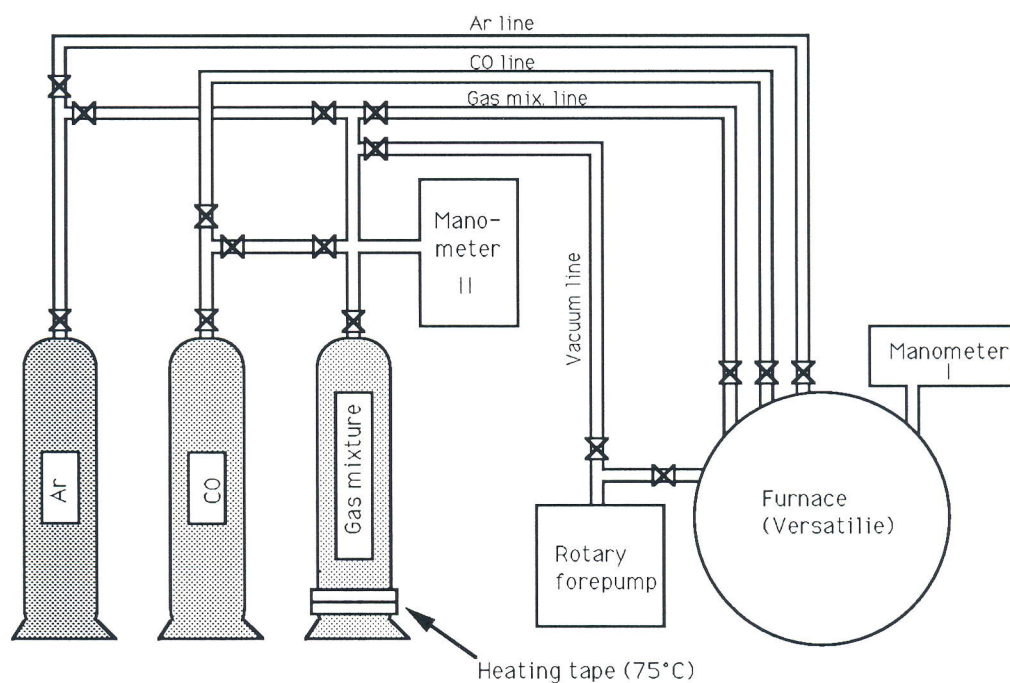 Ar line
CO line
Gas mix. line
Mano-
meter
II
Vacuum line
Manometer
I
Ar
CO
Gas mixture
Furnace
(Versatilie)
Rotary
forepump
Heating tape (75°C)